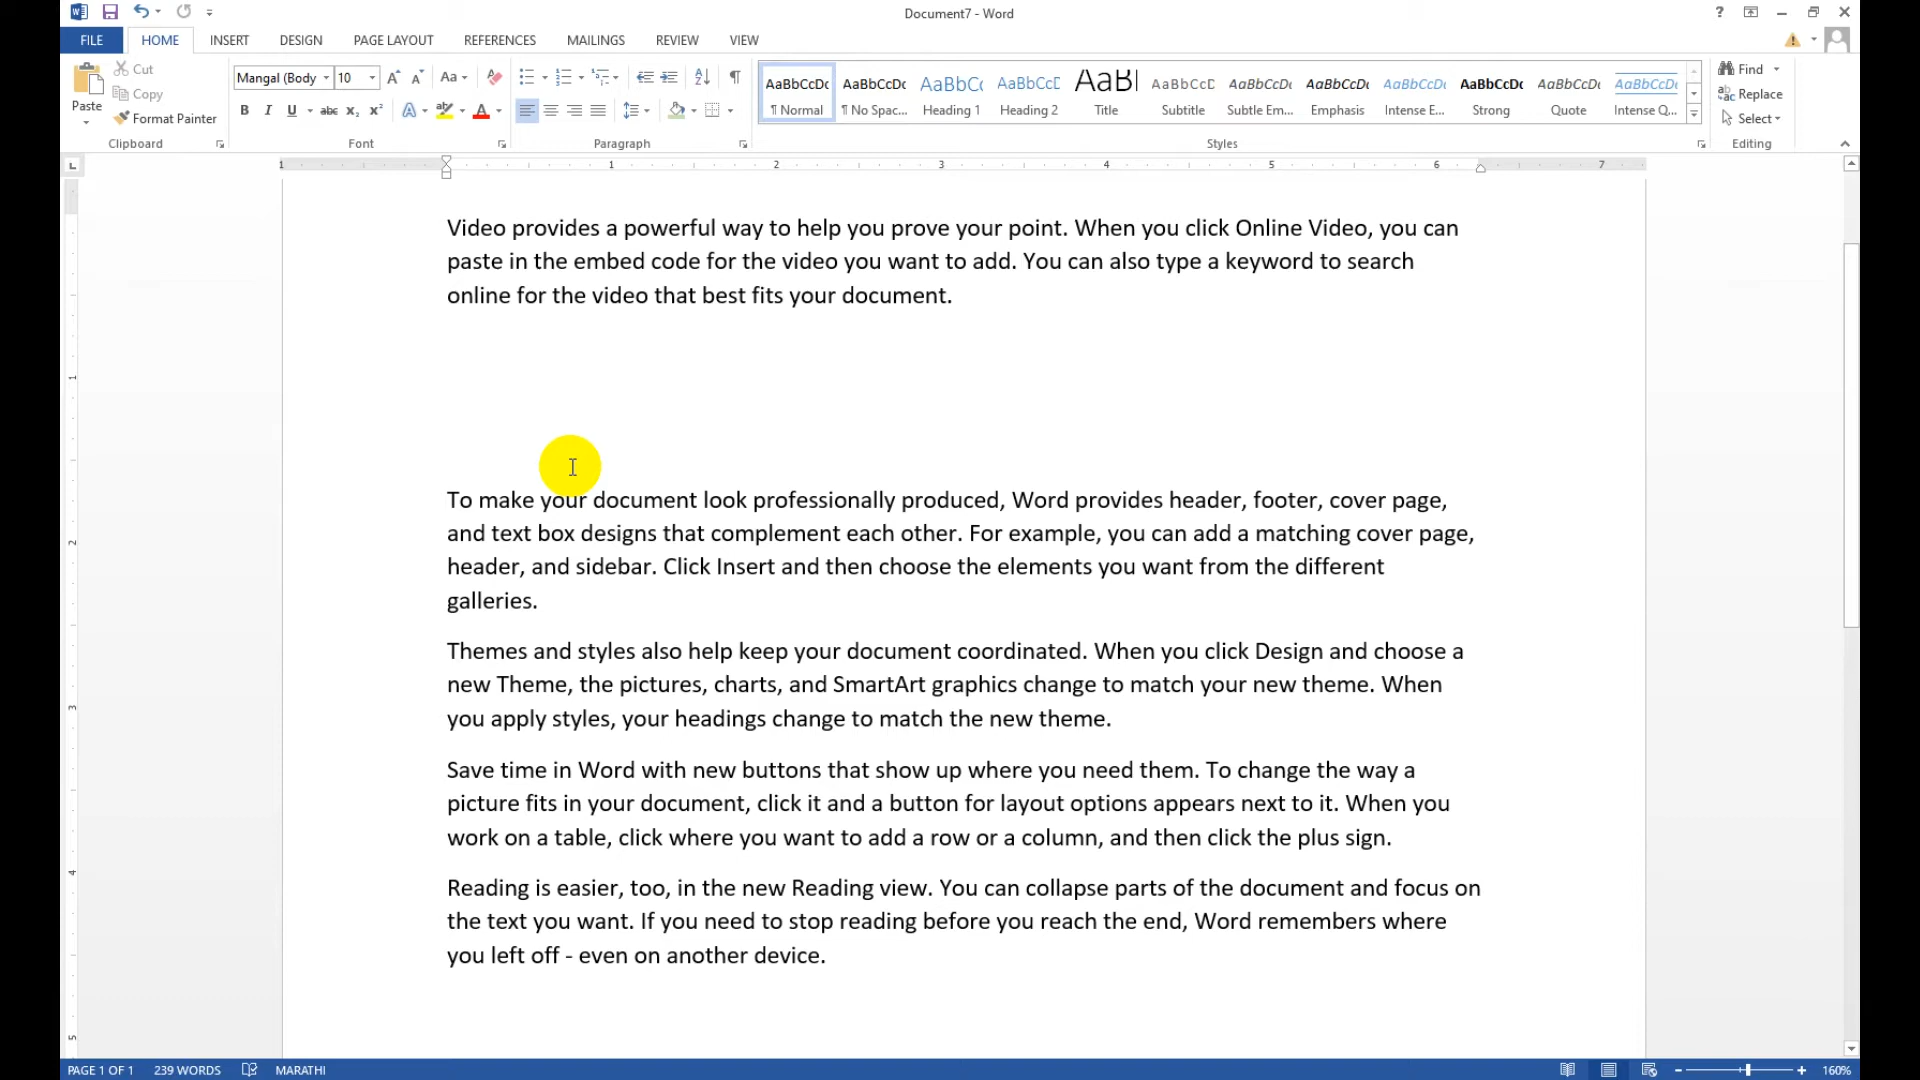 Document7 - Word
FILE HOME INSERT DESIGN PAGE LAYOUT REFERENCES MAILINGS REVIEW VIEW
Paste
Cut
Copy
Format Painter
Clipboard
Mangal (Body 10
Font
Paragraph
AaBbCcDc AaBbCcDc AaBbC( AaBbCcD AaB AaBbCcD AaBbCcDc AaBbCcDc AaBbCcDc AaBbCcDc AaBbCcDc AaBbCcDc
¶ Normal ¶ No Spac... Heading 1 Heading 2 Title Subtitle Subtle Em... Emphasis Intense E... Strong Quote Intense Q...
Styles
Find
Replace
Select
Editing
1 1 2 3 4 5 6 7
Video provides a powerful way to help you prove your point. When you click Online Video, you can
paste in the embed code for the video you want to add. You can also type a keyword to search
online for the video that best fits your document.
To make your document look professionally produced, Word provides header, footer, cover page,
and text box designs that complement each other. For example, you can add a matching cover page,
header, and sidebar. Click Insert and then choose the elements you want from the different
galleries.
Themes and styles also help keep your document coordinated. When you click Design and choose a
new Theme, the pictures, charts, and SmartArt graphics change to match your new theme. When
you apply styles, your headings change to match the new theme.
Save time in Word with new buttons that show up where you need them. To change the way a
picture fits in your document, click it and a button for layout options appears next to it. When you
work on a table, click where you want to add a row or a column, and then click the plus sign.
Reading is easier, too, in the new Reading view. You can collapse parts of the document and focus on
the text you want. If you need to stop reading before you reach the end, Word remembers where
you left off - even on another device.
PAGE 1 OF 1 239 WORDS MARATHI 160%